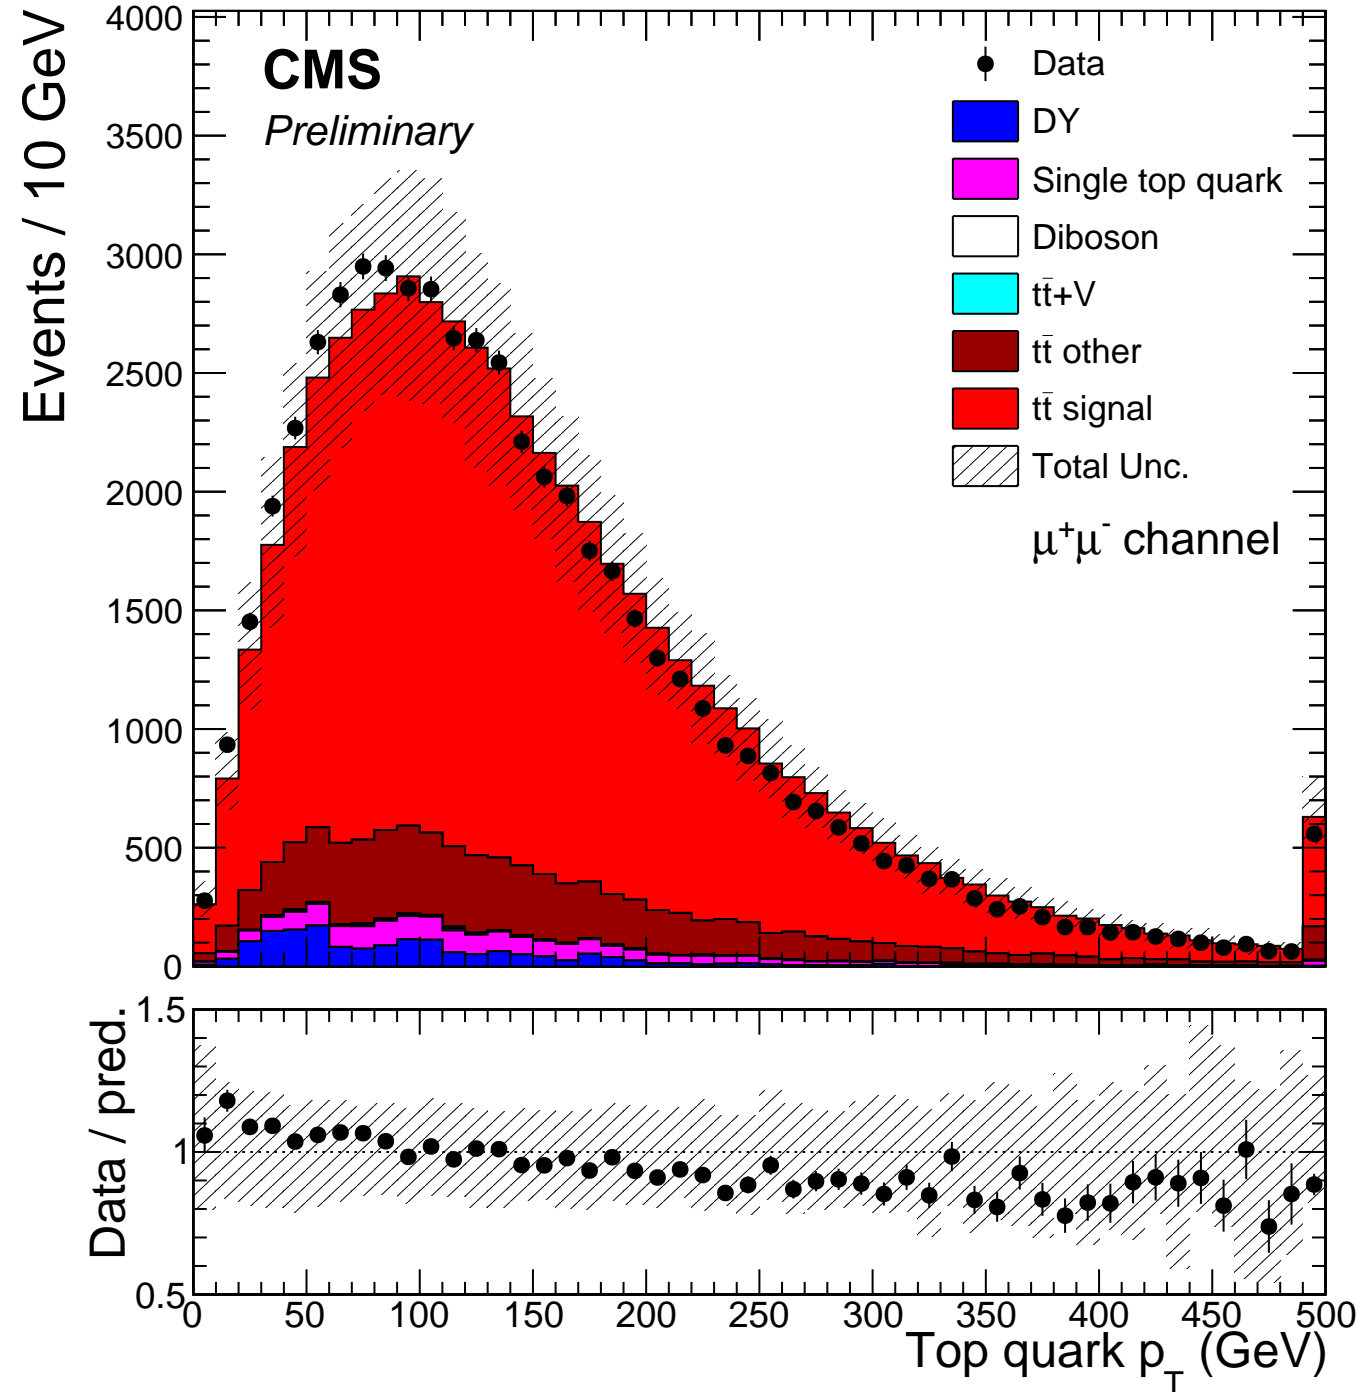 Events / 10 GeV
4000
3500
3000
2500
2000
1500
1000
500
0
CMS
Preliminary
Data
DY
Single top quark
Diboson
tt̄+V
tt̄ other
tt̄ signal
Total Unc.
μ⁺μ⁻ channel
Data / pred.
1.5
1
0.5
0 50 100 150 200 250 300 350 400 450 500
Top quark p_T (GeV)